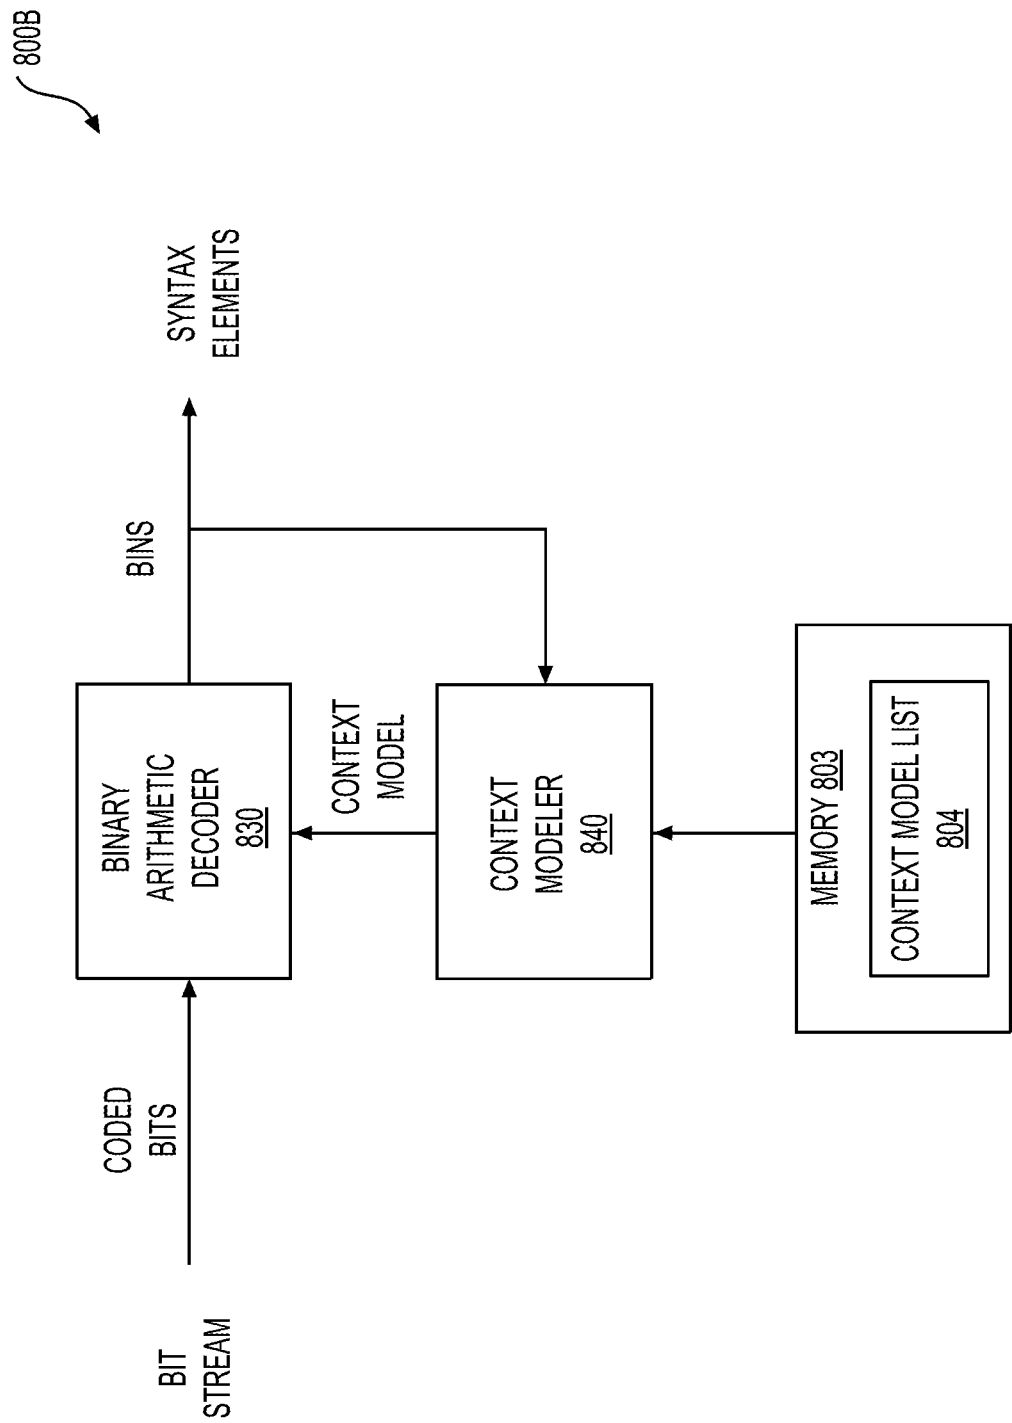 800B
BIT
STREAM
CODED
BITS
BINARY
ARITHMETIC
DECODER
830
BINS
SYNTAX
ELEMENTS
CONTEXT
MODEL
CONTEXT
MODELER
840
MEMORY 803
CONTEXT MODEL LIST
804